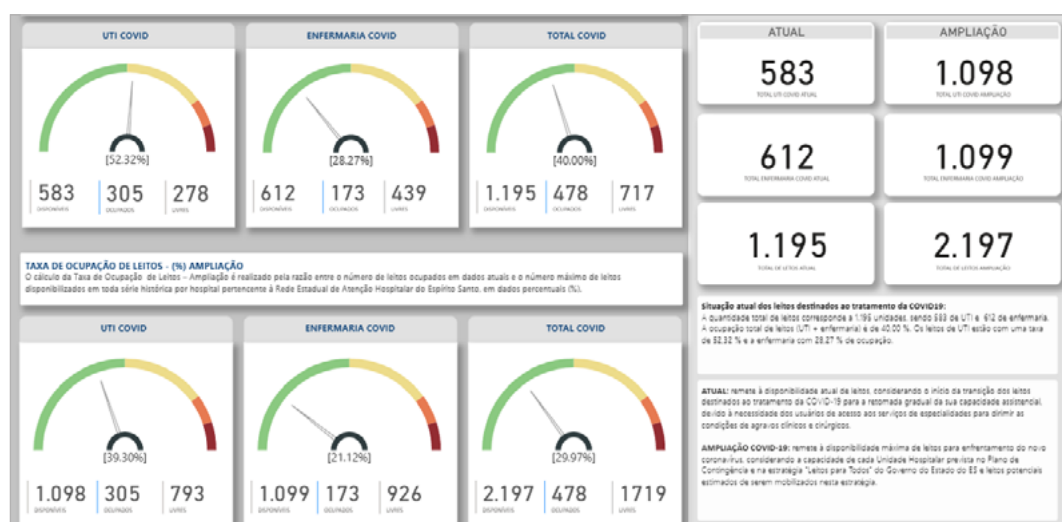 UTI COVID
[52.32%]
583 305 278
DISPONÍVEIS OCUPADOS LIVRES
ENFERMARIA COVID
[28.27%]
612 173 439
DISPONÍVEIS OCUPADOS LIVRES
TOTAL COVID
[40.00%]
1.195 478 717
DISPONÍVEIS OCUPADOS LIVRES
TAXA DE OCUPAÇÃO DE LEITOS - (%) AMPLIAÇÃO
O cálculo da Taxa de Ocupação de Leitos – Ampliação é realizado pela razão entre o número de leitos ocupados em dados atuais e o número máximo de leitos
disponibilizados em toda série histórica por hospital pertencente à Rede Estadual de Atenção Hospitalar do Espírito Santo, em dados percentuais (%).
UTI COVID
[39.30%]
1.098 305 793
DISPONÍVEIS OCUPADOS LIVRES
ENFERMARIA COVID
[21.12%]
1.099 173 926
DISPONÍVEIS OCUPADOS LIVRES
TOTAL COVID
[29.97%]
2.197 478 1719
DISPONÍVEIS OCUPADOS LIVRES
ATUAL
583
TOTAL UTI COVID ATUAL
612
TOTAL ENFERMARIA COVID ATUAL
1.195
TOTAL DE LEITOS ATUAL
AMPLIAÇÃO
1.098
TOTAL UTI COVID AMPLIAÇÃO
1.099
TOTAL ENFERMARIA COVID AMPLIAÇÃO
2.197
TOTAL DE LEITOS AMPLIAÇÃO
Situação atual dos leitos destinados ao tratamento da COVID19:
A quantidade total de leitos corresponde a 1.195 unidades, sendo 583 de UTI e 612 de enfermaria.
A ocupação total de leitos (UTI + enfermaria) é de 40,00 %. Os leitos de UTI estão com uma taxa
de 52,32 % e a enfermaria com 28,27 % de ocupação.
ATUAL: remete à disponibilidade atual de leitos, considerando o início da transição dos leitos
destinados ao tratamento da COVID-19 para a retomada gradual da sua capacidade assistencial,
devido à necessidade dos usuários de acesso aos serviços de especialidades para dirimir as
condições de agravos clínicos e cirúrgicos.
AMPLIAÇÃO COVID-19: remete à disponibilidade máxima de leitos para enfrentamento do novo
coronavírus, considerando a capacidade de cada Unidade Hospitalar prevista no Plano de
Contingência e na estratégia "Leitos para Todos" do Governo do Estado do ES e leitos potenciais
estimados de serem mobilizados nesta estratégia.